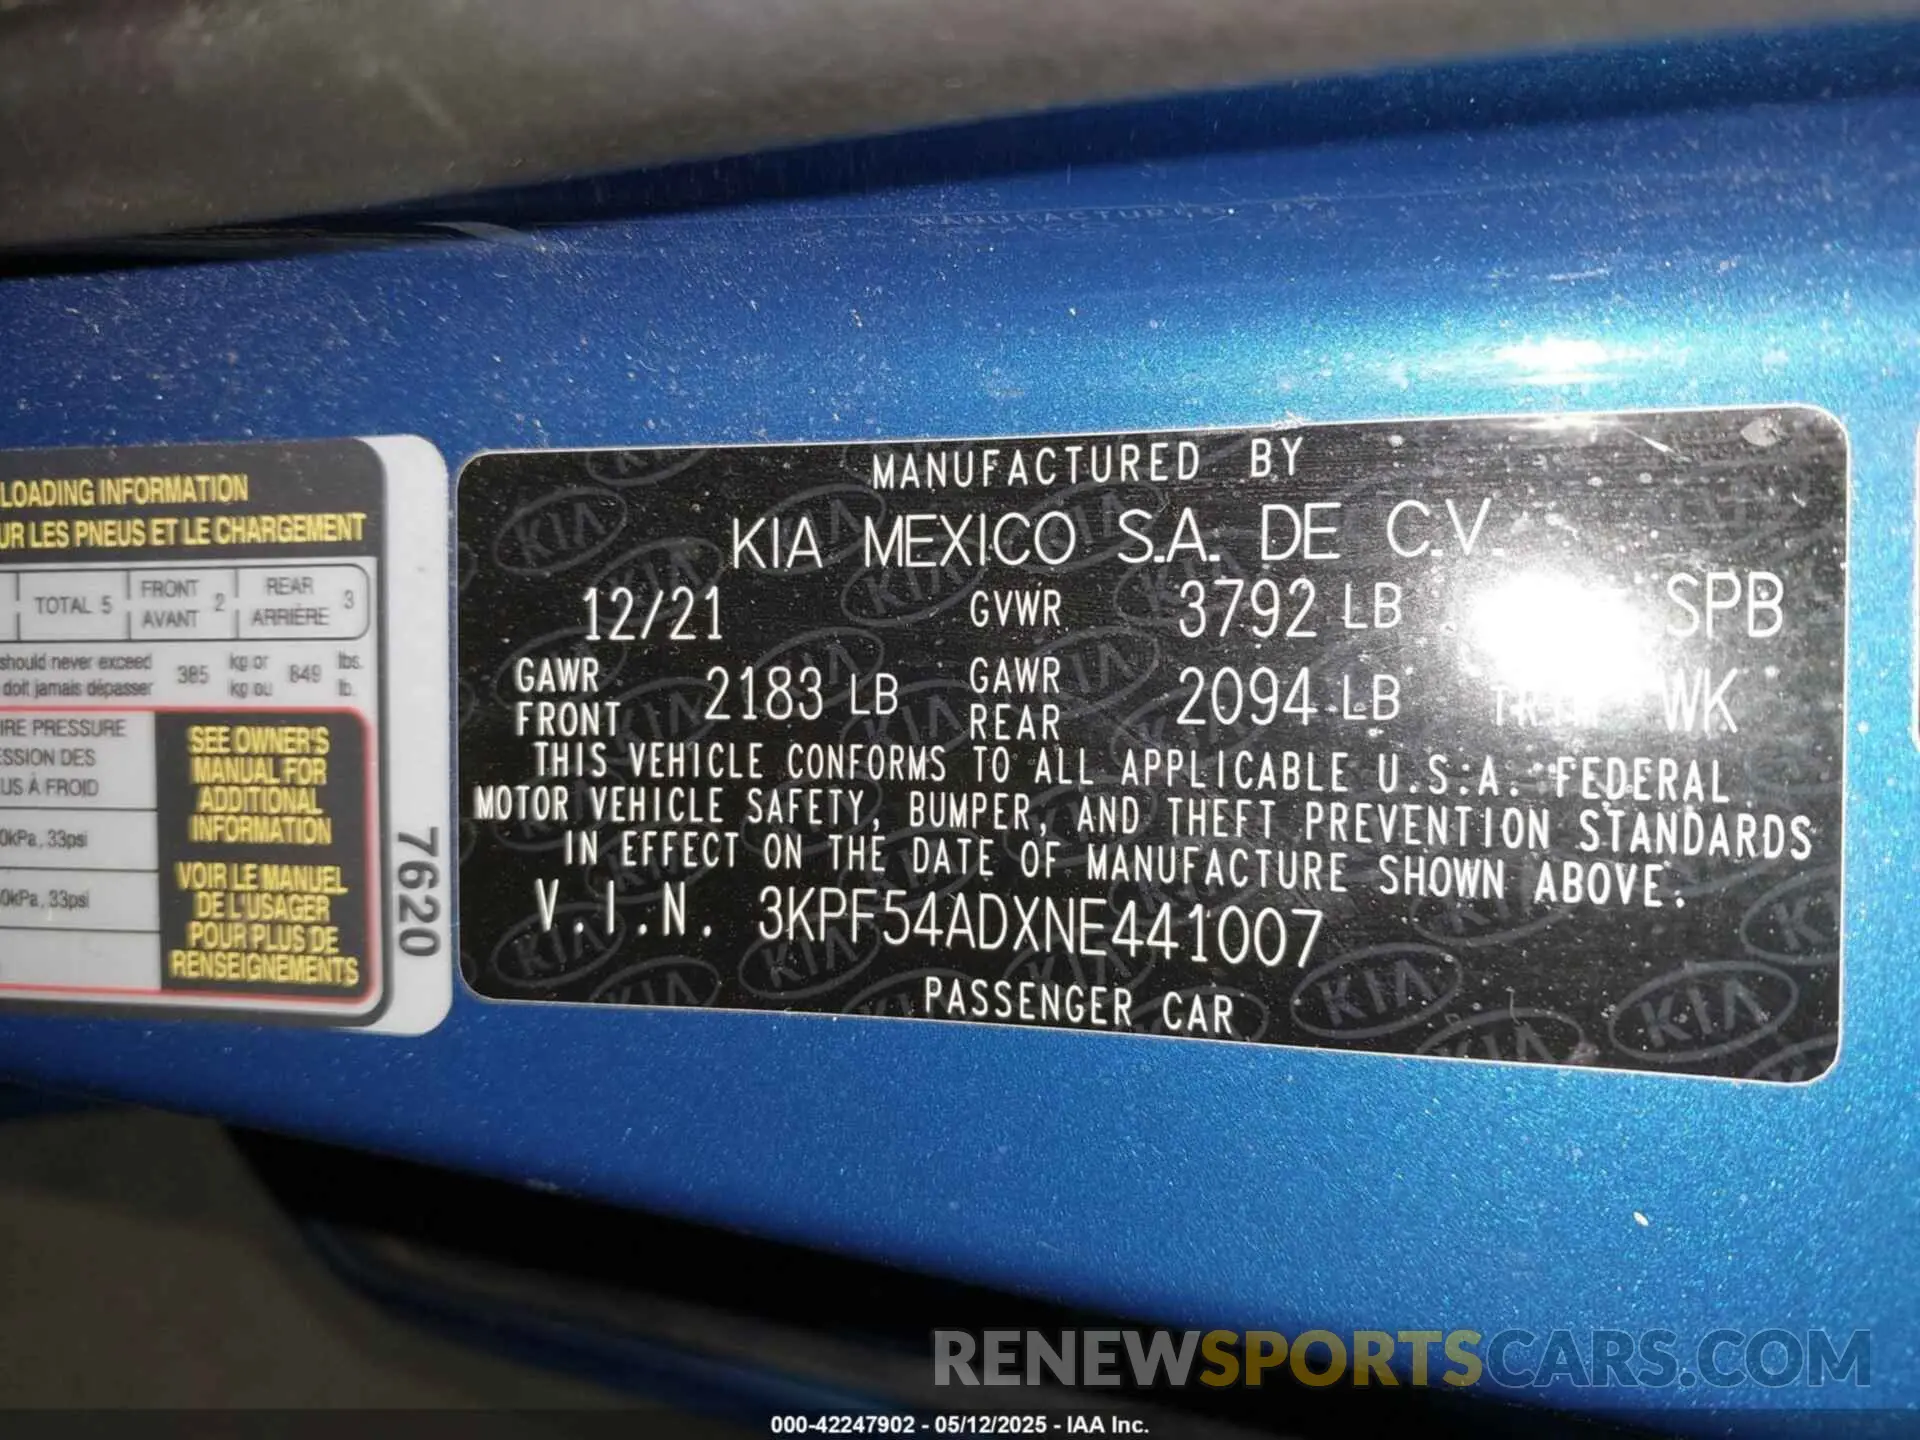 MANUFACTURED BY
KIA MEXICO S.A. DE C.V.
12/21 GVWR 3792 LB SPB
GAWR FRONT 2183 LB GAWR REAR 2094 LB WK
THIS VEHICLE CONFORMS TO ALL APPLICABLE U.S.A. FEDERAL
MOTOR VEHICLE SAFETY, BUMPER, AND THEFT PREVENTION STANDARDS
IN EFFECT ON THE DATE OF MANUFACTURE SHOWN ABOVE.
V.I.N. 3KPF54ADXNE441007
PASSENGER CAR
LOADING INFORMATION
UR LES PNEUS ET LE CHARGEMENT
TOTAL 5 FRONT AVANT 2 REAR ARRIÈRE 3
should never exceed 385 kg or 849 lbs.
doit jamais dépasser kg ou lb.
IRE PRESSURE
SSION DES
US À FROID
0kPa, 33psi
0kPa, 33psi
SEE OWNER'S
MANUAL FOR
ADDITIONAL
INFORMATION
VOIR LE MANUEL
DE L'USAGER
POUR PLUS DE
RENSEIGNEMENTS
7620
RENEWSPORTSCARS.COM
000-42247902 - 05/12/2025 - IAA Inc.